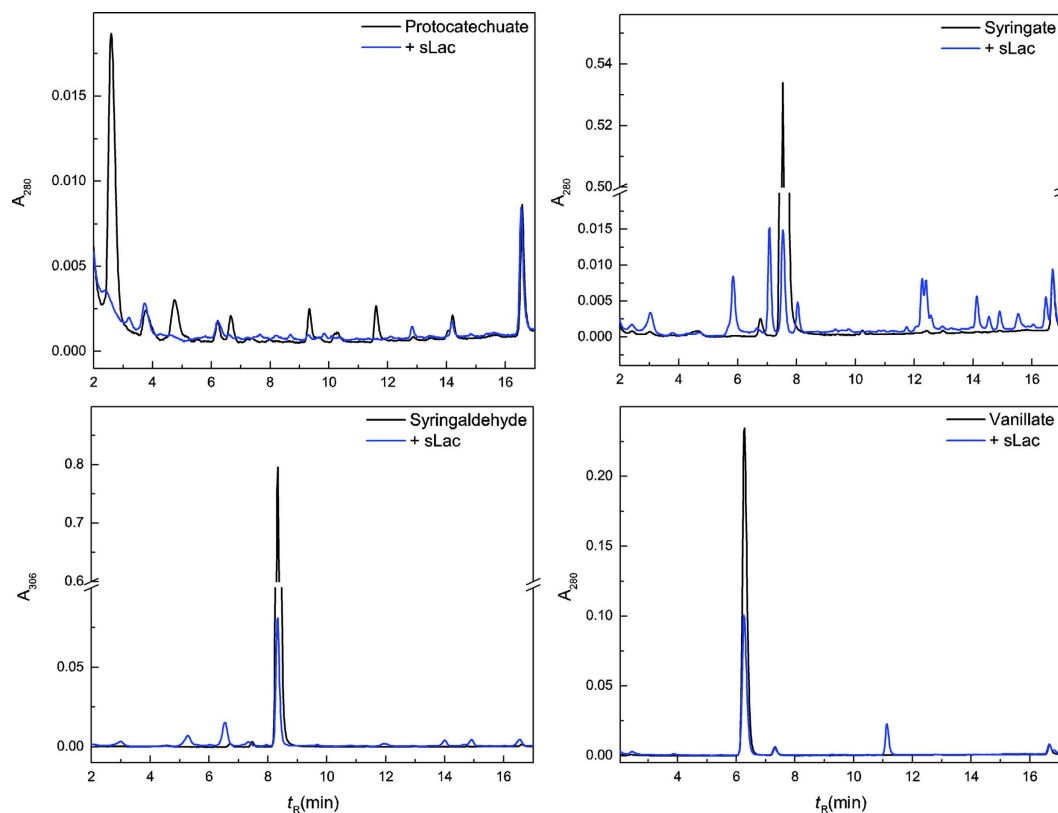 Protocatechuate
+ sLac
0.015
0.010
0.005
0.000
A280
2 4 6 8 10 12 14 16
Syringate
+ sLac
0.54
0.52
0.50
0.015
0.010
0.005
0.000
A280
2 4 6 8 10 12 14 16
Syringaldehyde
+ sLac
0.8
0.7
0.6
0.05
0.00
A306
2 4 6 8 10 12 14 16
tR(min)
Vanillate
+ sLac
0.20
0.15
0.10
0.05
0.00
A280
4 6 8 10 12 14 16
tR(min)